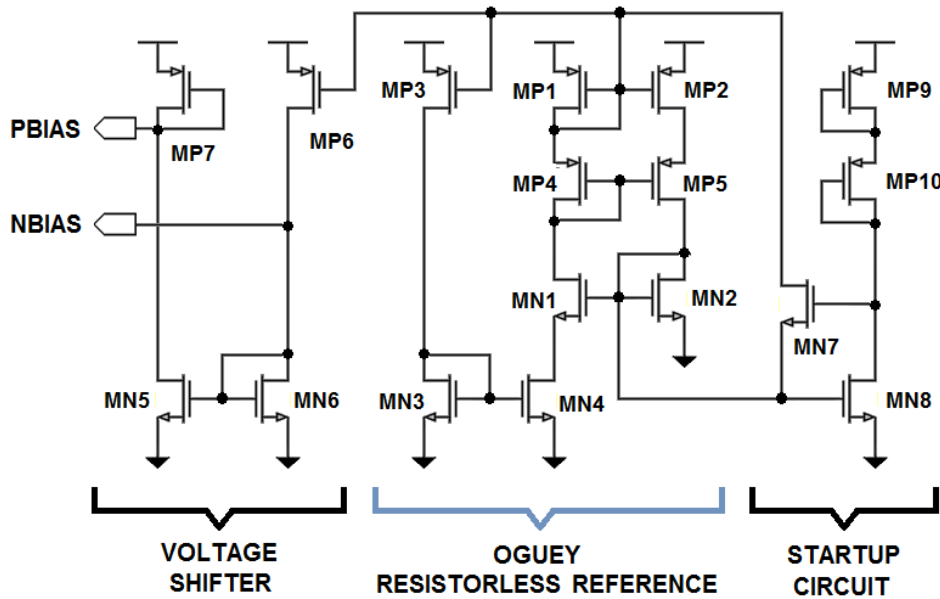 MP3
MP1
MP2
MP9
PBIAS
MP7
MP6
MP4
MP5
MP10
NBIAS
MN1
MN2
MN7
MN5
MN6
MN3
MN4
MN8
VOLTAGE
SHIFTER
OGUEY
RESISTORLESS REFERENCE
STARTUP
CIRCUIT